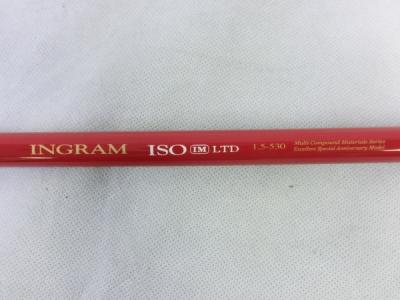 INGRAM ISO IM LTD 1.5-530
Multi Compound Materials Series
Excellent Special Anniversary Model